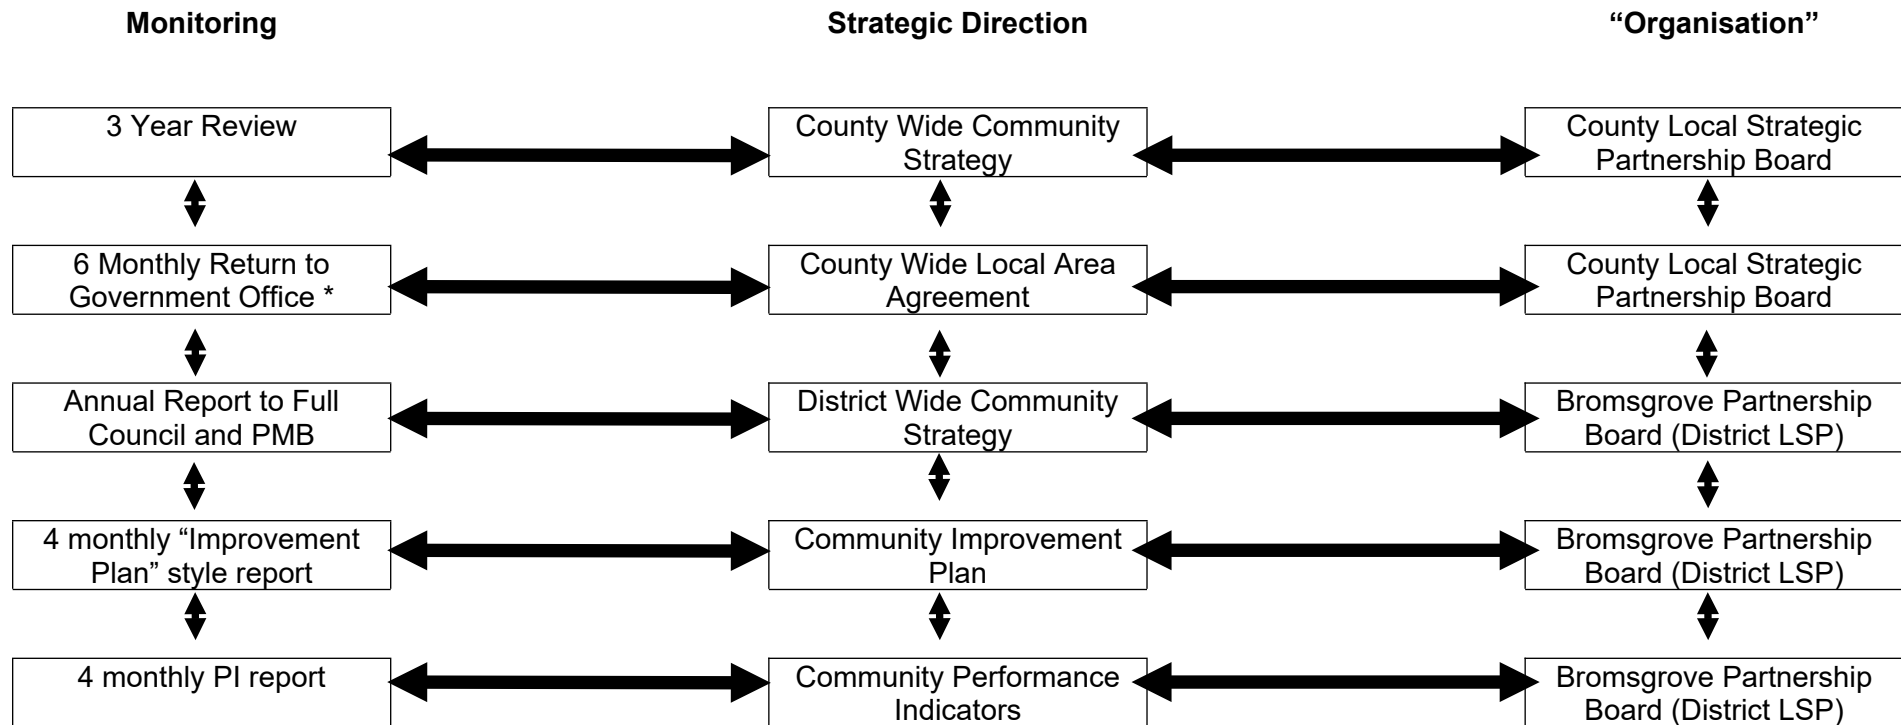 Monitoring
Strategic Direction
“Organisation”
3 Year Review
County Wide Community
Strategy
County Local Strategic
Partnership Board
6 Monthly Return to
Government Office *
County Wide Local Area
Agreement
County Local Strategic
Partnership Board
Annual Report to Full
Council and PMB
District Wide Community
Strategy
Bromsgrove Partnership
Board (District LSP)
4 monthly “Improvement
Plan” style report
Community Improvement
Plan
Bromsgrove Partnership
Board (District LSP)
4 monthly PI report
Community Performance
Indicators
Bromsgrove Partnership
Board (District LSP)